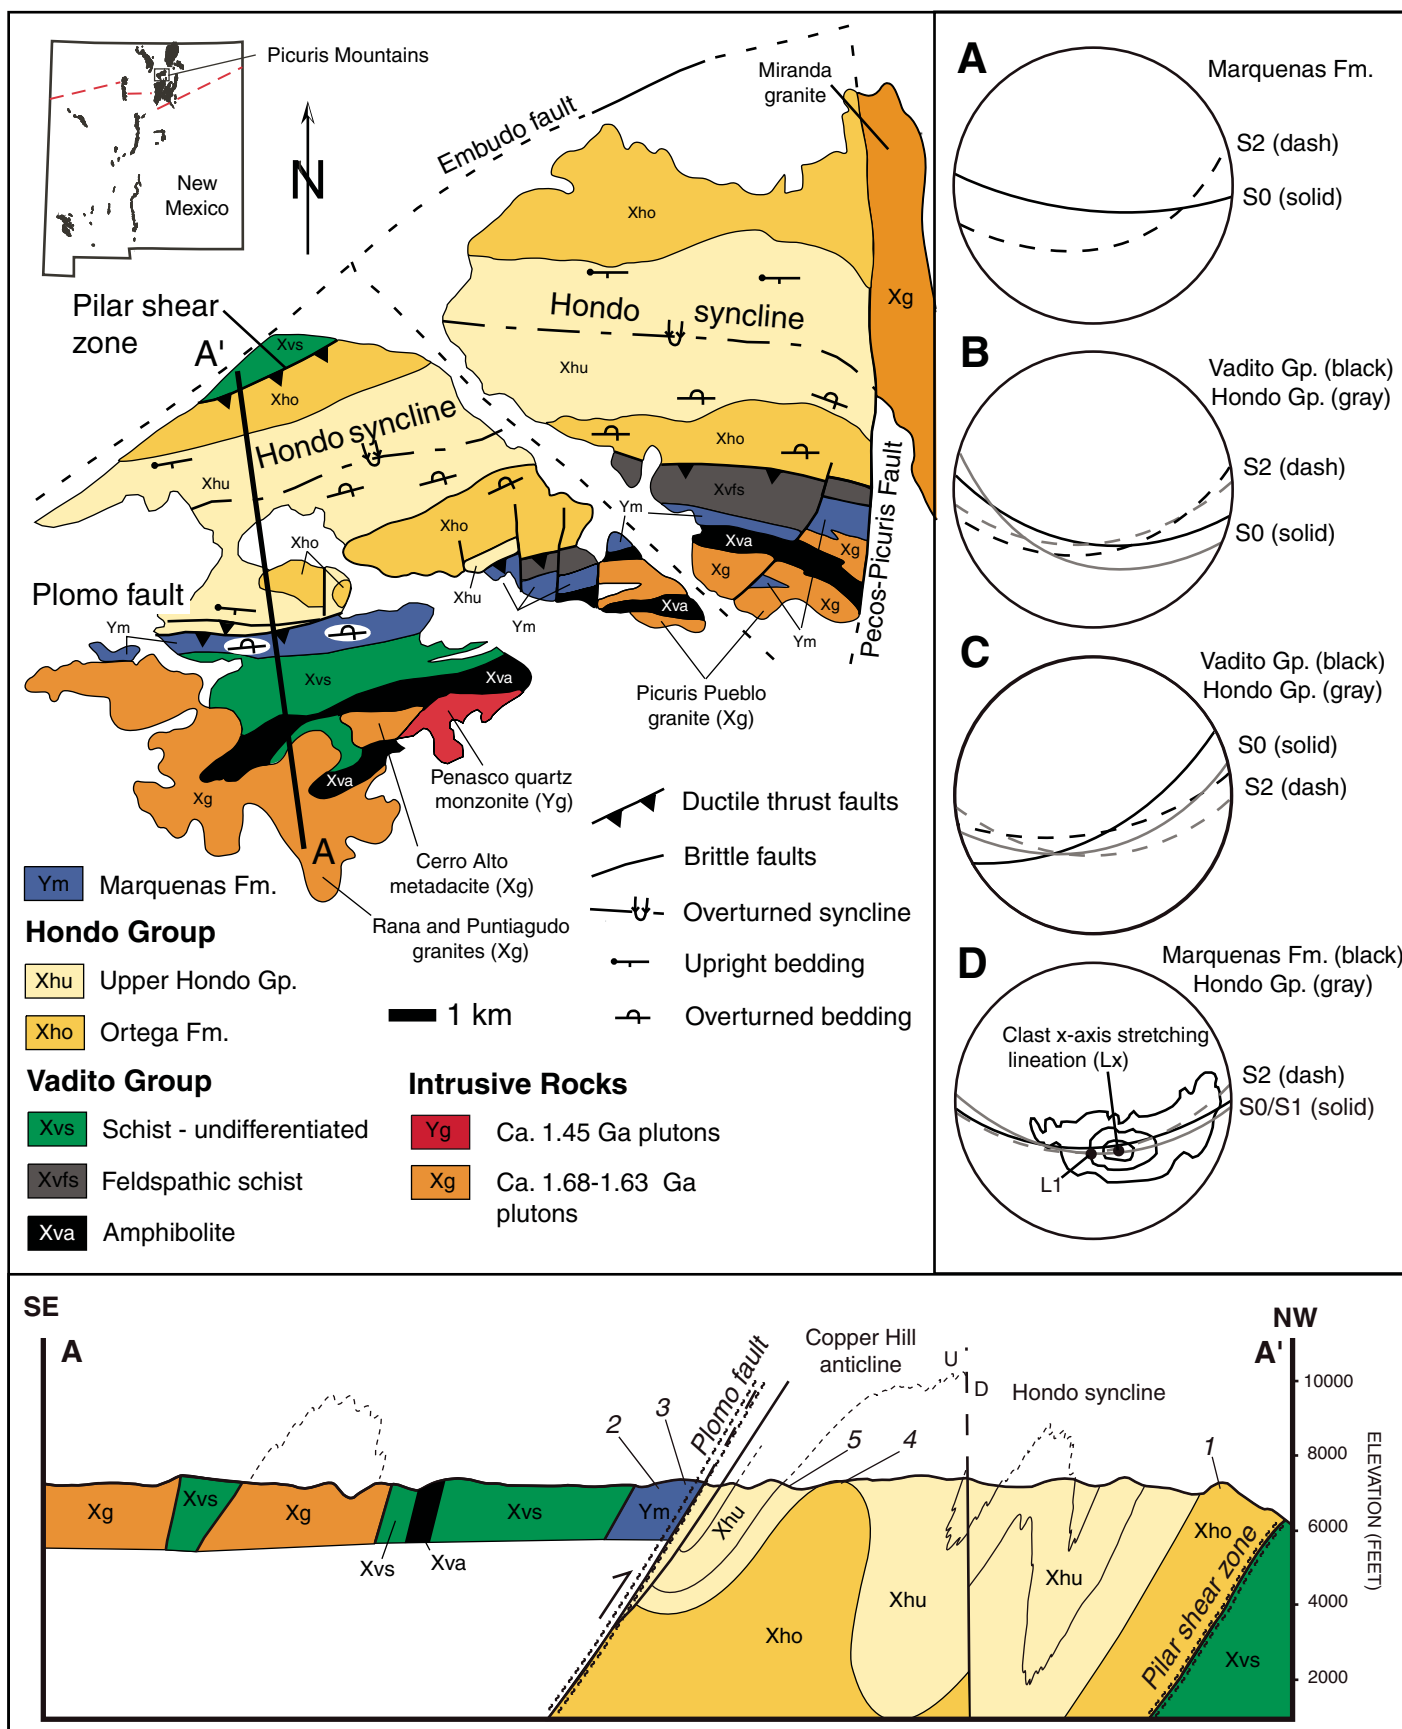 Picuris Mountains
New
Mexico
N
Embudo fault
Miranda
granite
Xho
Xg
Hondo syncline
Xhu
Pilar shear
zone
A'
Xvs
Xho
Hondo syncline
Xhu
Xho
Xvfs
Ym
Xva
Xg
Xg
Xg
Ym
Pecos-Picuris Fault
Xho
Xho
Xhu
Ym
Xva
Plomo fault
Ym
Xvs
Xva
Xva
Xg
A
Picuris Pueblo
granite (Xg)
Penasco quartz
monzonite (Yg)
Cerro Alto
metadacite (Xg)
Rana and Puntiagudo
granites (Xg)
Ductile thrust faults
Brittle faults
Overturned syncline
Upright bedding
Overturned bedding
1 km
Ym Marquenas Fm.
Hondo Group
Xhu Upper Hondo Gp.
Xho Ortega Fm.
Vadito Group
Xvs Schist - undifferentiated
Xvfs Feldspathic schist
Xva Amphibolite
Intrusive Rocks
Yg Ca. 1.45 Ga plutons
Xg Ca. 1.68-1.63 Ga
plutons
A
Marquenas Fm.
S2 (dash)
S0 (solid)
B
Vadito Gp. (black)
Hondo Gp. (gray)
S2 (dash)
S0 (solid)
C
Vadito Gp. (black)
Hondo Gp. (gray)
S0 (solid)
S2 (dash)
D
Marquenas Fm. (black)
Hondo Gp. (gray)
Clast x-axis stretching
lineation (Lx)
S2 (dash)
S0/S1 (solid)
L1
SE
NW
A
A'
Copper Hill
anticline
U
D
Hondo syncline
Plomo fault
2
3
5
4
1
10000
8000
6000
4000
2000
ELEVATION (FEET)
Xg
Xvs
Xg
Xvs
Xva
Xvs
Ym
Xhu
Xho
Xhu
Xhu
Xho
Pilar shear zone
Xvs